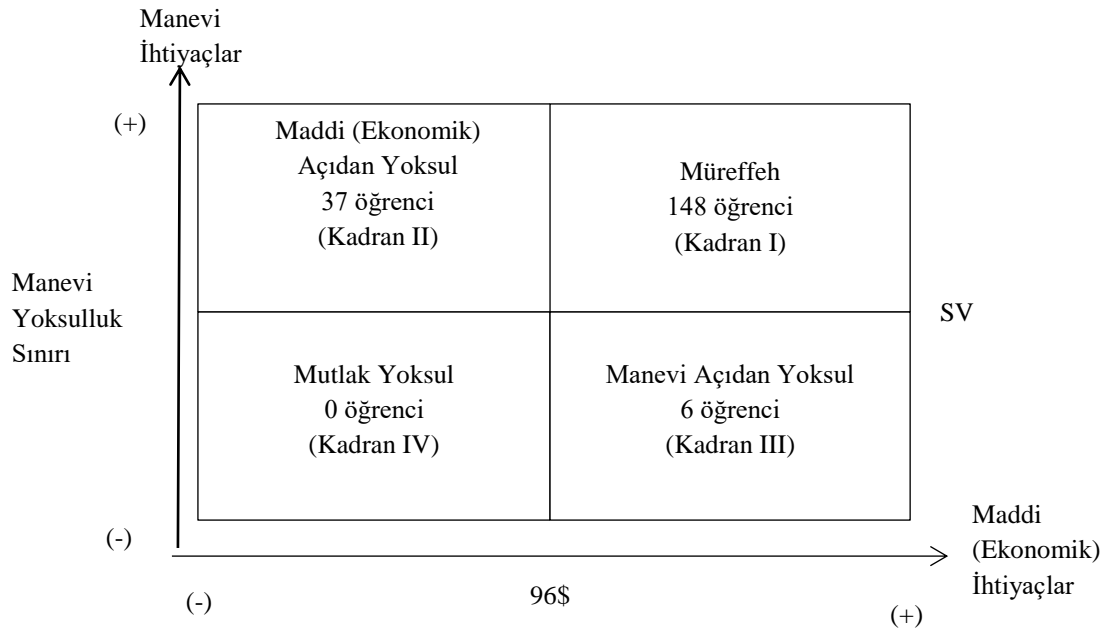 Manevi
İhtiyaçlar
(+)
Maddi (Ekonomik)
Açıdan Yoksul
37 öğrenci
(Kadran II)
Müreffeh
148 öğrenci
(Kadran I)
Manevi
Yoksulluk
Sınırı
SV
Mutlak Yoksul
0 öğrenci
(Kadran IV)
Manevi Açıdan Yoksul
6 öğrenci
(Kadran III)
(-)
Maddi
(Ekonomik)
İhtiyaçlar
(-)
96$
(+)